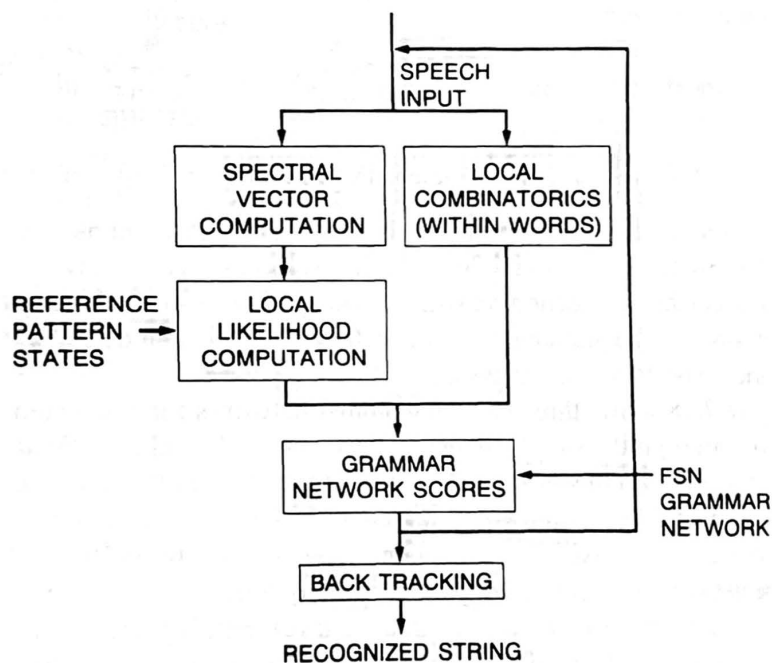 SPEECH
INPUT
SPECTRAL
VECTOR
COMPUTATION
LOCAL
COMBINATORICS
(WITHIN WORDS)
REFERENCE
PATTERN
STATES
LOCAL
LIKELIHOOD
COMPUTATION
GRAMMAR
NETWORK SCORES
FSN
GRAMMAR
NETWORK
BACK TRACKING
RECOGNIZED STRING